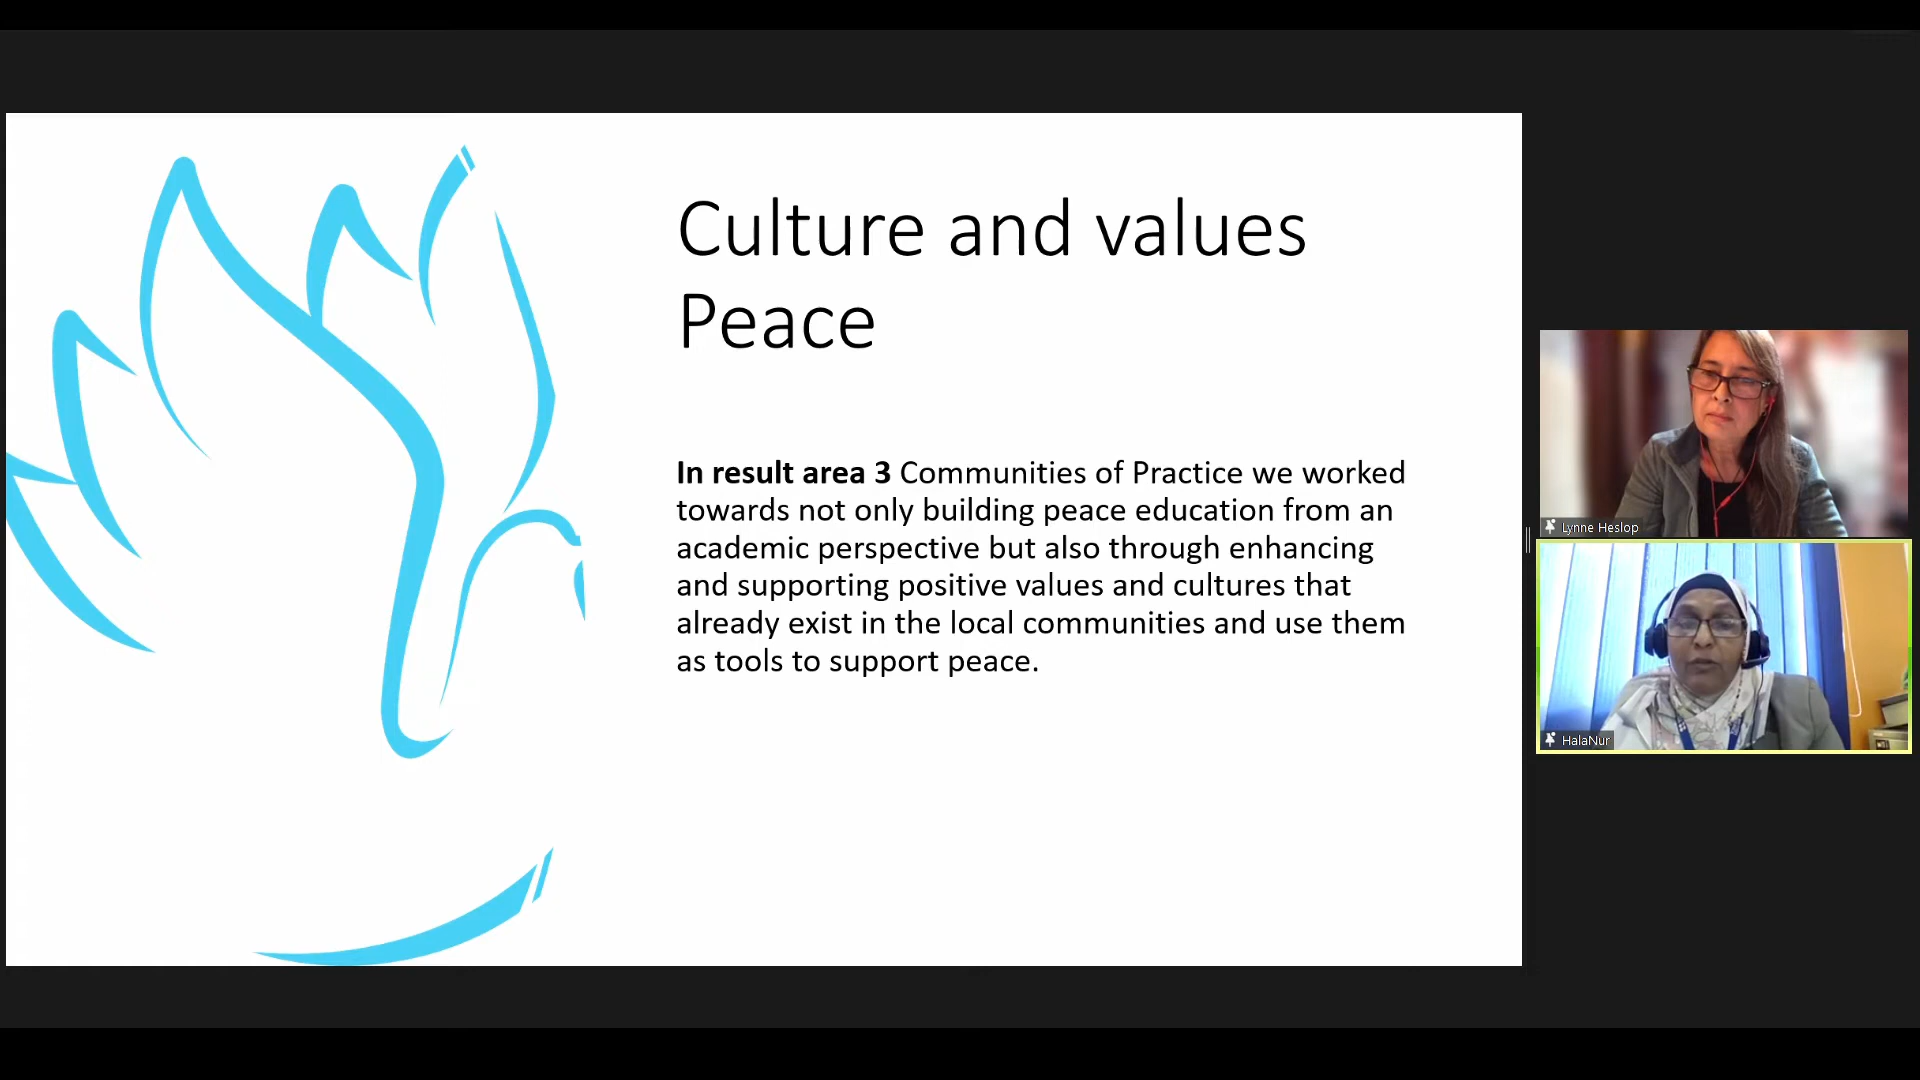 Culture and values
Peace
In result area 3 Communities of Practice we worked
towards not only building peace education from an
academic perspective but also through enhancing
and supporting positive values and cultures that
already exist in the local communities and use them
as tools to support peace.
Lynne Heslop
HalaNur